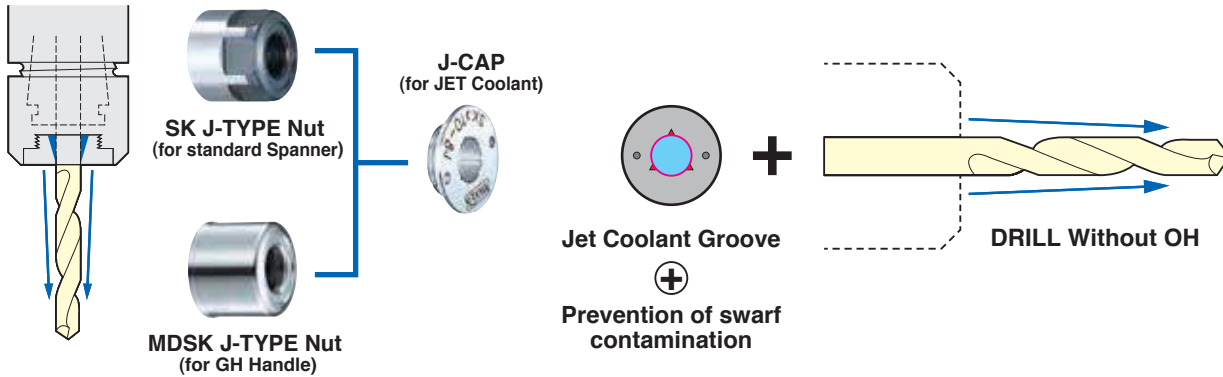 SK J-TYPE Nut
(for standard Spanner)
MDSK J-TYPE Nut
(for GH Handle)
J-CAP
(for JET Coolant)
Jet Coolant Groove
+
Prevention of swarf
contamination
+
DRILL Without OH